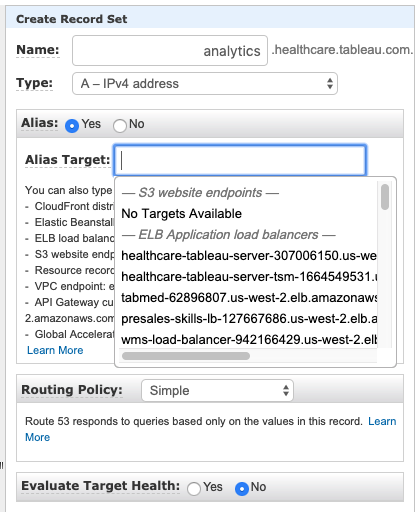 Create Record Set
Name: analytics .healthcare.tableau.com.
Type: A – IPv4 address
Alias: Yes No
Alias Target:
You can also type
— S3 website endpoints —
- CloudFront distri
No Targets Available
- Elastic Beanstal
— ELB Application load balancers —
- ELB load balanc
healthcare-tableau-server-307006150.us-we
- S3 website endp
healthcare-tableau-server-tsm-1664549531.u
- Resource record
tabmed-62896807.us-west-2.elb.amazonaws
- VPC endpoint: e
- API Gateway cu
presales-skills-lb-127667686.us-west-2.elb.a
2.amazonaws.com
wms-load-balancer-942166429.us-west-2.elb
- Global Accelerat
Learn More
Routing Policy: Simple
Route 53 responds to queries based only on the values in this record. Learn
More
Evaluate Target Health: Yes No